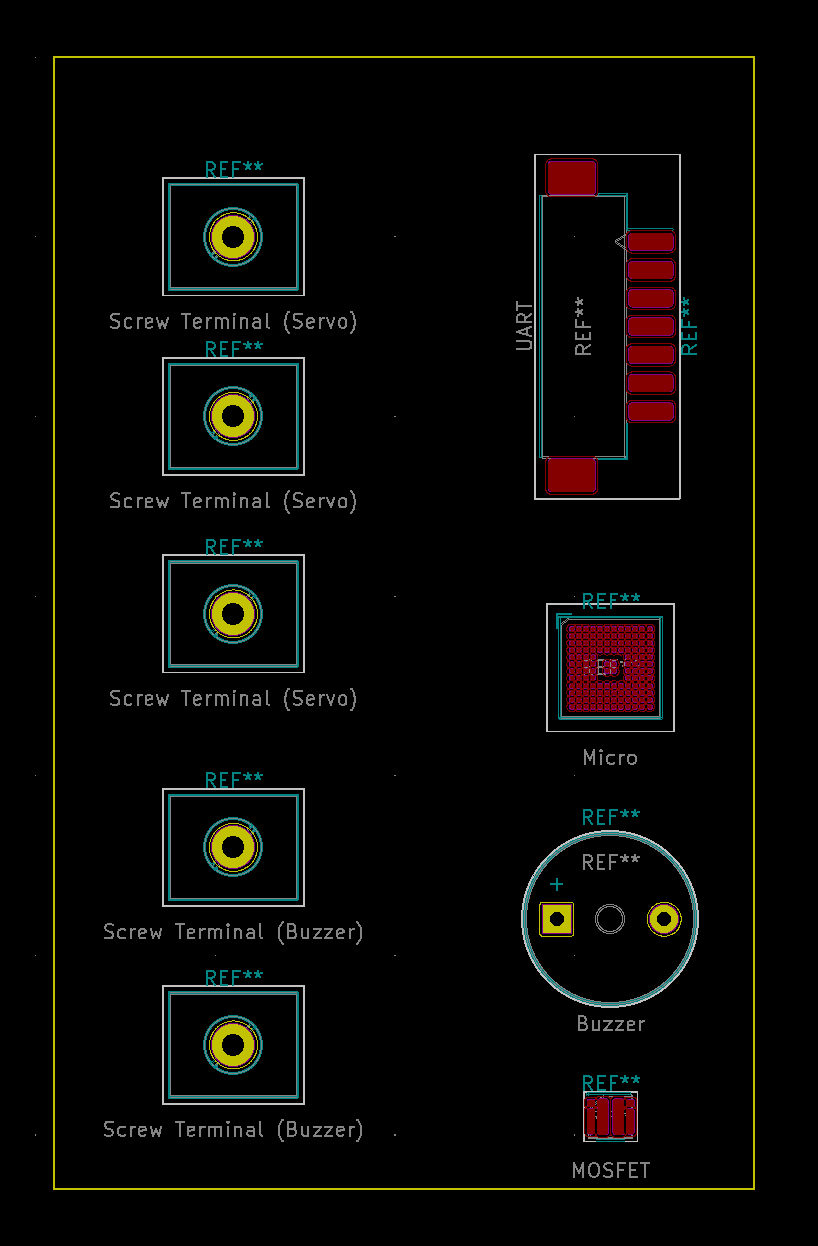 REF**
Screw Terminal (Servo)
REF**
Screw Terminal (Servo)
REF**
Screw Terminal (Servo)
REF**
Screw Terminal (Buzzer)
REF**
Screw Terminal (Buzzer)
UART
REF**
REF**
REF**
REF**
Micro
REF**
REF**
+
Buzzer
REF**
MOSFET